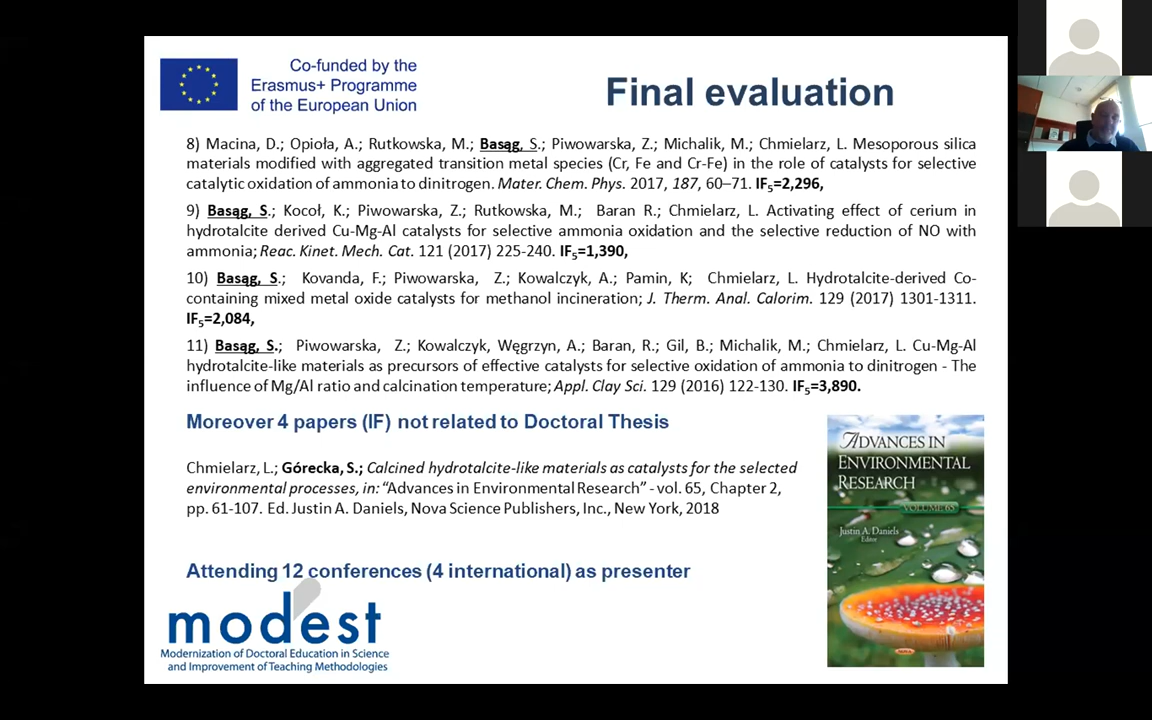 Co-funded by the
Erasmus+ Programme
of the European Union
Final evaluation
8) Macina, D.; Opioła, A.; Rutkowska, M.; Basąg, S.; Piwowarska, Z.; Michalik, M.; Chmielarz, L. Mesoporous silica
materials modified with aggregated transition metal species (Cr, Fe and Cr-Fe) in the role of catalysts for selective
catalytic oxidation of ammonia to dinitrogen. Mater. Chem. Phys. 2017, 187, 60–71. IF5=2,296,
9) Basąg, S.; Kocoł, K.; Piwowarska, Z.; Rutkowska, M.; Baran R.; Chmielarz, L. Activating effect of cerium in
hydrotalcite derived Cu-Mg-Al catalysts for selective ammonia oxidation and the selective reduction of NO with
ammonia; Reac. Kinet. Mech. Cat. 121 (2017) 225-240. IF5=1,390,
10) Basąg, S.; Kovanda, F.; Piwowarska, Z.; Kowalczyk, A.; Pamin, K; Chmielarz, L. Hydrotalcite-derived Co-
containing mixed metal oxide catalysts for methanol incineration; J. Therm. Anal. Calorim. 129 (2017) 1301-1311.
IF5=2,084,
11) Basąg, S.; Piwowarska, Z.; Kowalczyk, Węgrzyn, A.; Baran, R.; Gil, B.; Michalik, M.; Chmielarz, L. Cu-Mg-Al
hydrotalcite-like materials as precursors of effective catalysts for selective oxidation of ammonia to dinitrogen - The
influence of Mg/Al ratio and calcination temperature; Appl. Clay Sci. 129 (2016) 122-130. IF5=3,890.
Moreover 4 papers (IF) not related to Doctoral Thesis
Chmielarz, L.; Górecka, S.; Calcined hydrotalcite-like materials as catalysts for the selected
environmental processes, in: "Advances in Environmental Research" - vol. 65, Chapter 2,
pp. 61-107. Ed. Justin A. Daniels, Nova Science Publishers, Inc., New York, 2018
ADVANCES IN
ENVIRONMENTAL
RESEARCH
VOLUME 65
Justin A. Daniels
Editor
Attending 12 conferences (4 international) as presenter
modest
Modernization of Doctoral Education in Science
and Improvement of Teaching Methodologies